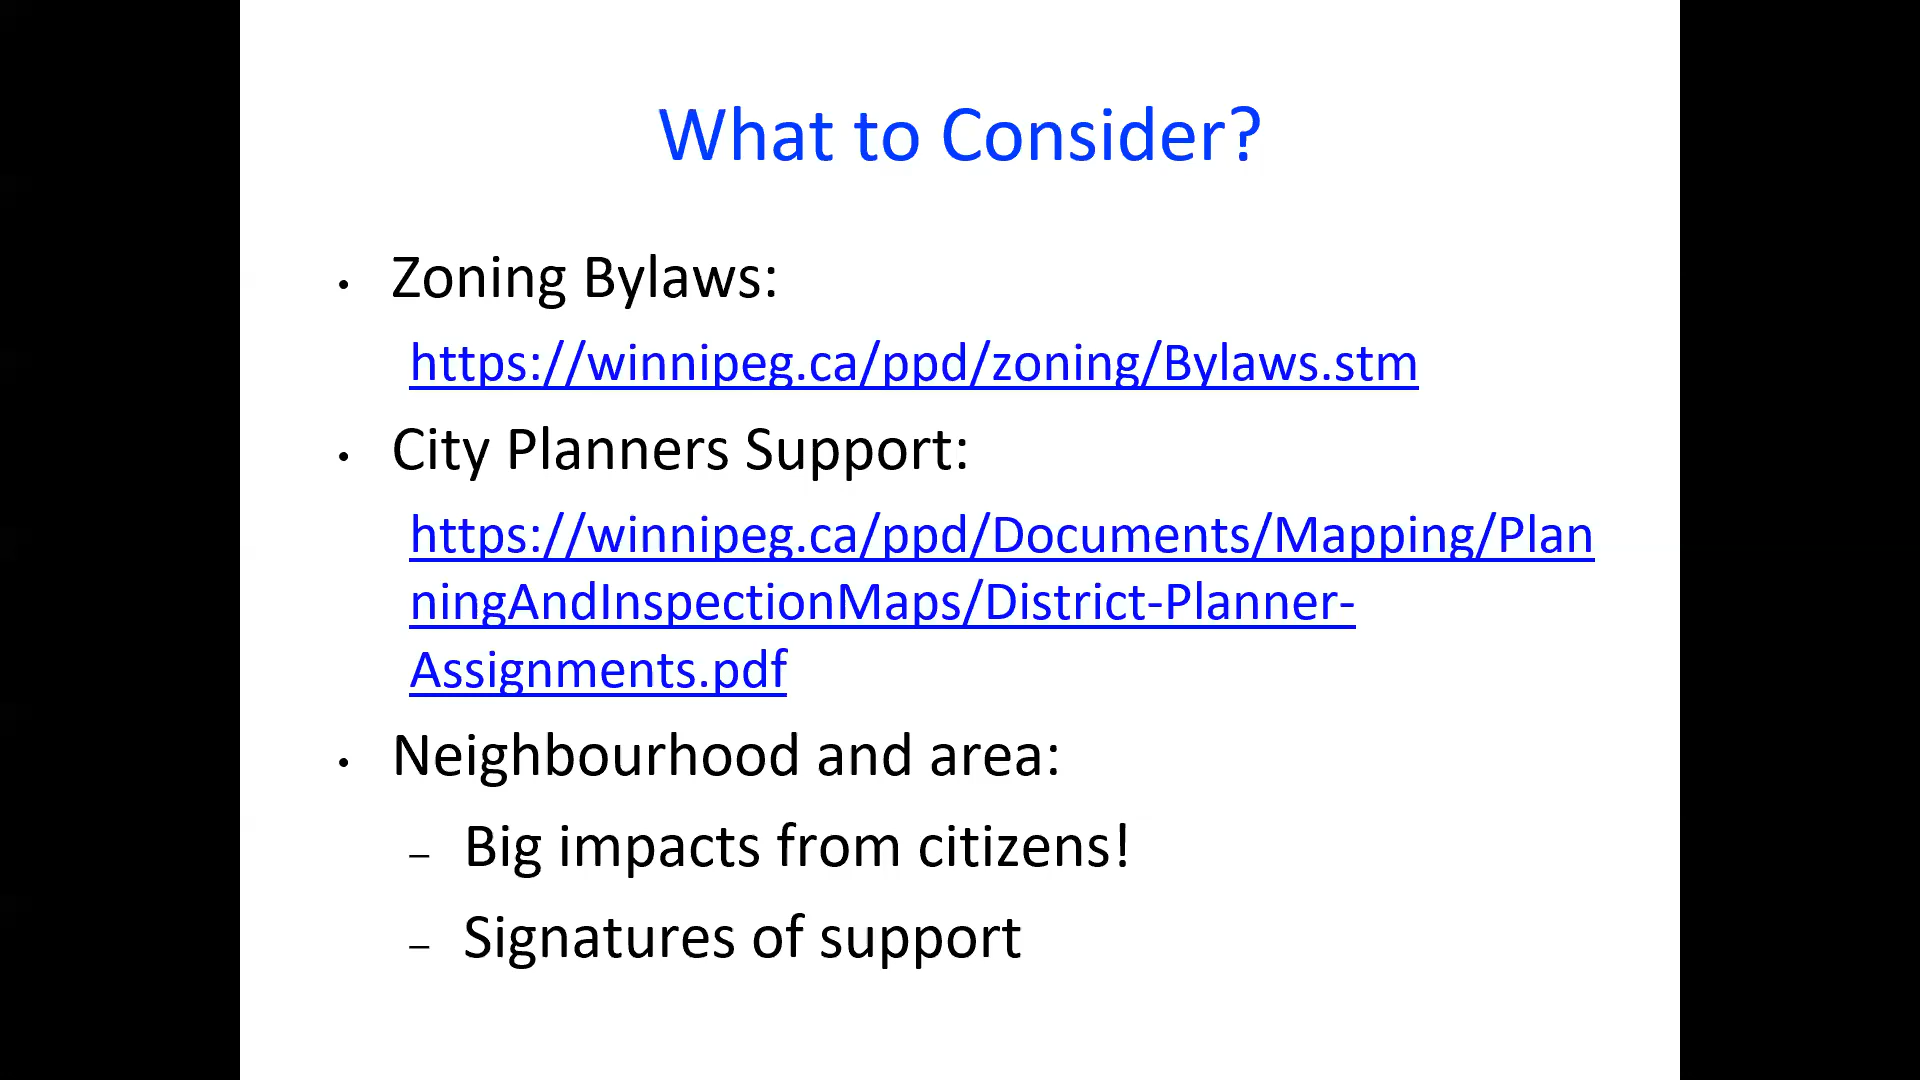 What to Consider?
• Zoning Bylaws:
https://winnipeg.ca/ppd/zoning/Bylaws.stm
• City Planners Support:
https://winnipeg.ca/ppd/Documents/Mapping/Plan
ningAndInspectionMaps/District-Planner-
Assignments.pdf
• Neighbourhood and area:
– Big impacts from citizens!
– Signatures of support